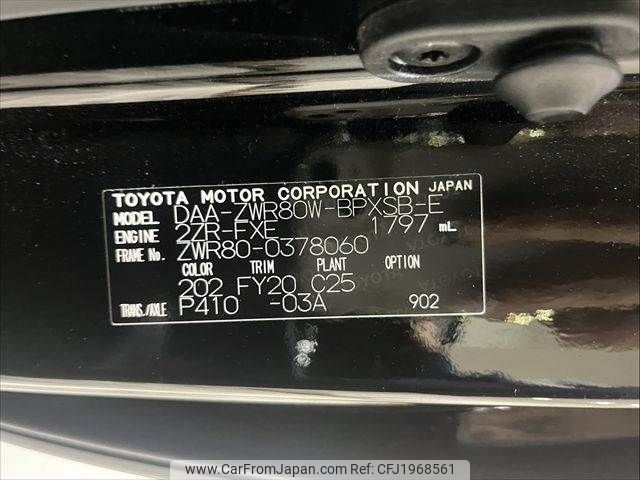 TOYOTA MOTOR CORPORATION JAPAN
MODEL DAA-ZWR80W-BPXSB-E
ENGINE 2ZR-FXE 1797 mL
FRAME No. ZWR80-0378060
COLOR TRIM PLANT OPTION
202 FY20 C25
TRANS./AXLE P410 -03A 902
www.CarFromJapan.com - Ref No: CFJ1968561